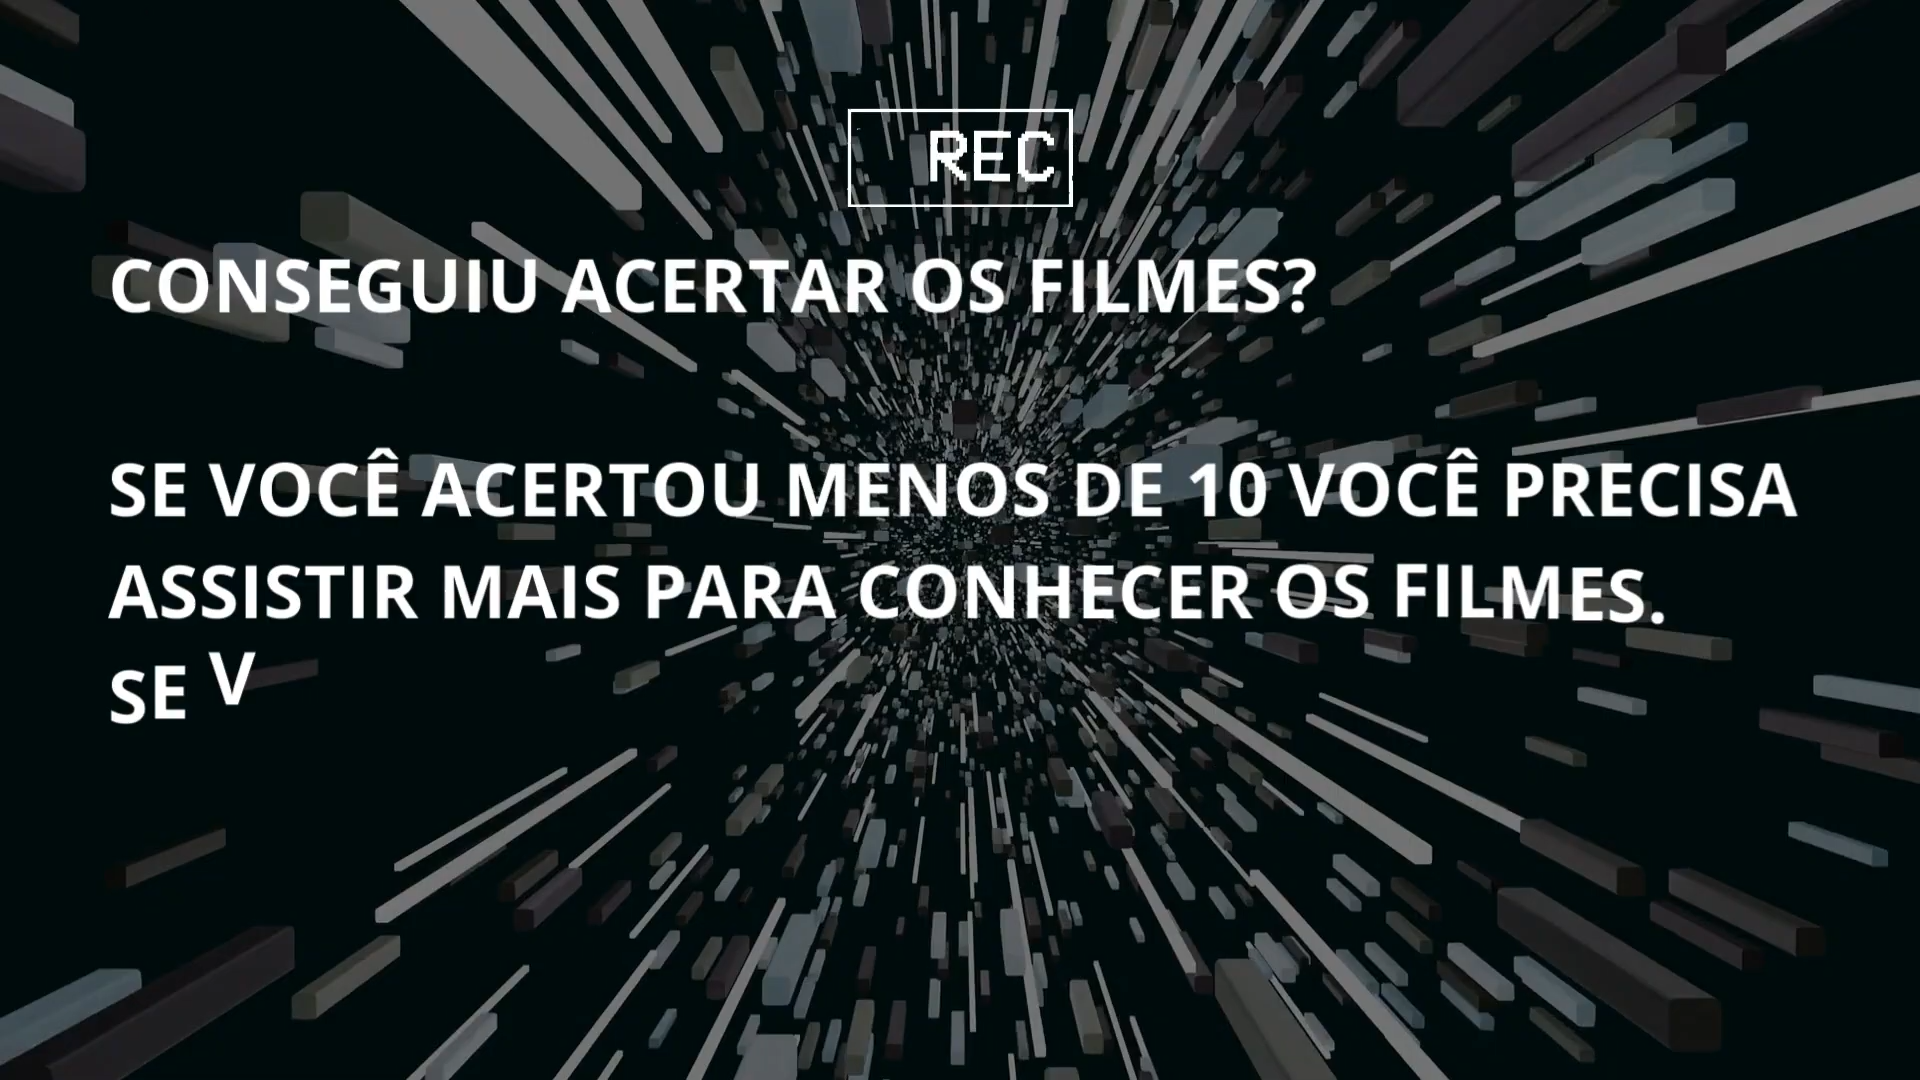 REC
CONSEGUIU ACERTAR OS FILMES?
SE VOCÊ ACERTOU MENOS DE 10 VOCÊ PRECISA
ASSISTIR MAIS PARA CONHECER OS FILMES.
SE V